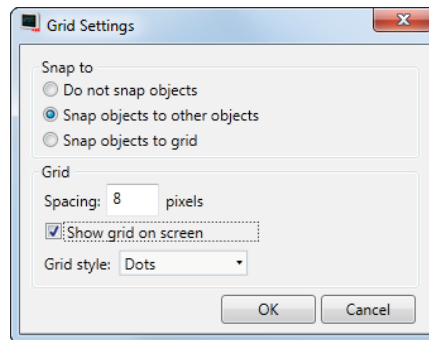 Grid Settings
Snap to
Do not snap objects
Snap objects to other objects
Snap objects to grid
Grid
Spacing: 8 pixels
Show grid on screen
Grid style: Dots
OK Cancel